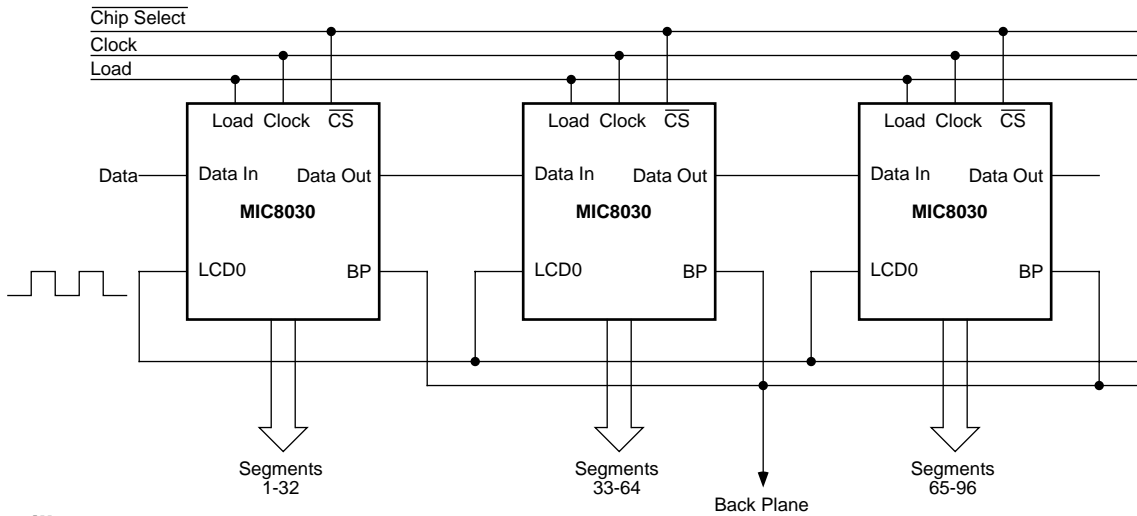 Chip Select
Clock
Load
Load Clock CS
Load Clock CS
Load Clock CS
Data
Data In Data Out
Data In Data Out
Data In Data Out
MIC8030
MIC8030
MIC8030
LCD0 BP
LCD0 BP
LCD0 BP
Segments
1-32
Segments
33-64
Segments
65-96
Back Plane